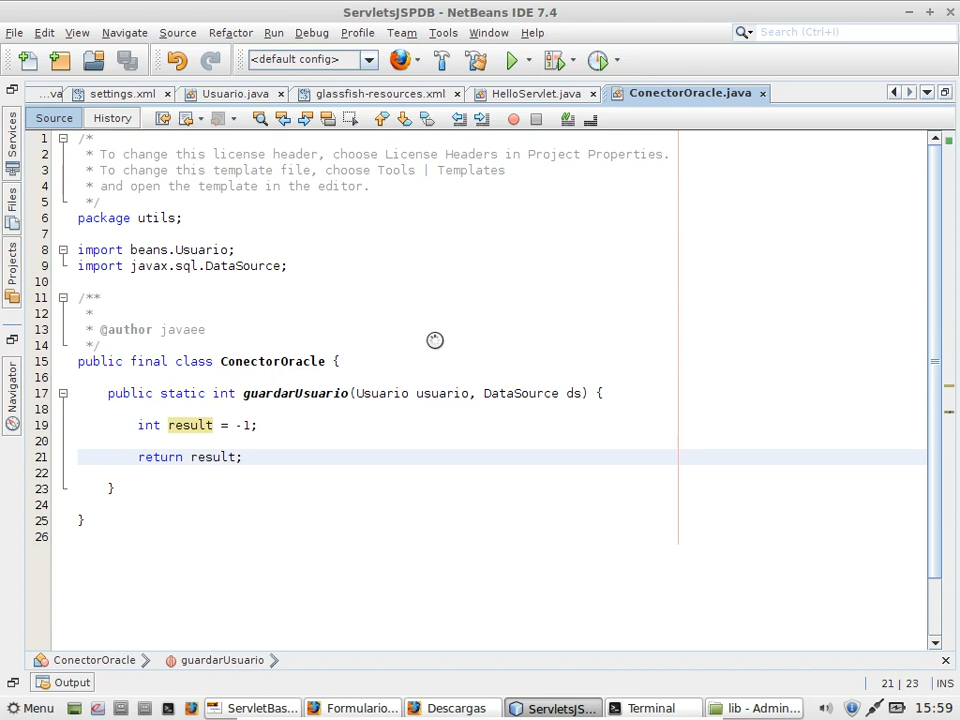 ServletsJSPDB - NetBeans IDE 7.4
File Edit View Navigate Source Refactor Run Debug Profile Team Tools Window Help
Search (Ctrl+I)
<default config>
...va settings.xml Usuario.java glassfish-resources.xml HelloServlet.java ConectorOracle.java
Source History
Services
Files
Projects
Navigator
1 /*
2 * To change this license header, choose License Headers in Project Properties.
3 * To change this template file, choose Tools | Templates
4 * and open the template in the editor.
5 */
6 package utils;
7
8 import beans.Usuario;
9 import javax.sql.DataSource;
10
11 /**
12 *
13 * @author javaee
14 */
15 public final class ConectorOracle {
16
17 public static int guardarUsuario(Usuario usuario, DataSource ds) {
18
19 int result = -1;
20
21 return result;
22
23 }
24
25 }
26
ConectorOracle guardarUsuario
Output
21 | 23 INS
Menu ServletBas... Formulario... Descargas ServletsJS... Terminal lib - Admin... 15:59